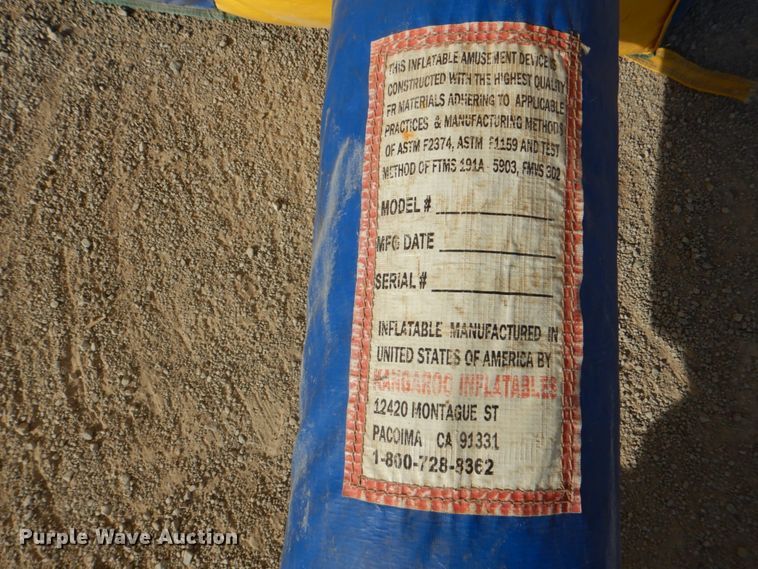 THIS INFLATABLE AMUSEMENT DEVICE IS
CONSTRUCTED WITH THE HIGHEST QUALITY
FR MATERIALS ADHERING TO APPLICABLE
PRACTICES & MANUFACTURING METHODS
OF ASTM F2374, ASTM F1159 AND TEST
METHOD OF FTMS 191A 5903, FMVS 302
MODEL #
MFG DATE
SERIAL #
INFLATABLE MANUFACTURED IN
UNITED STATES OF AMERICA BY
KANGAROO INFLATABLES
12420 MONTAGUE ST
PACOIMA CA 91331
1-800-728-8362
Purple Wave Auction